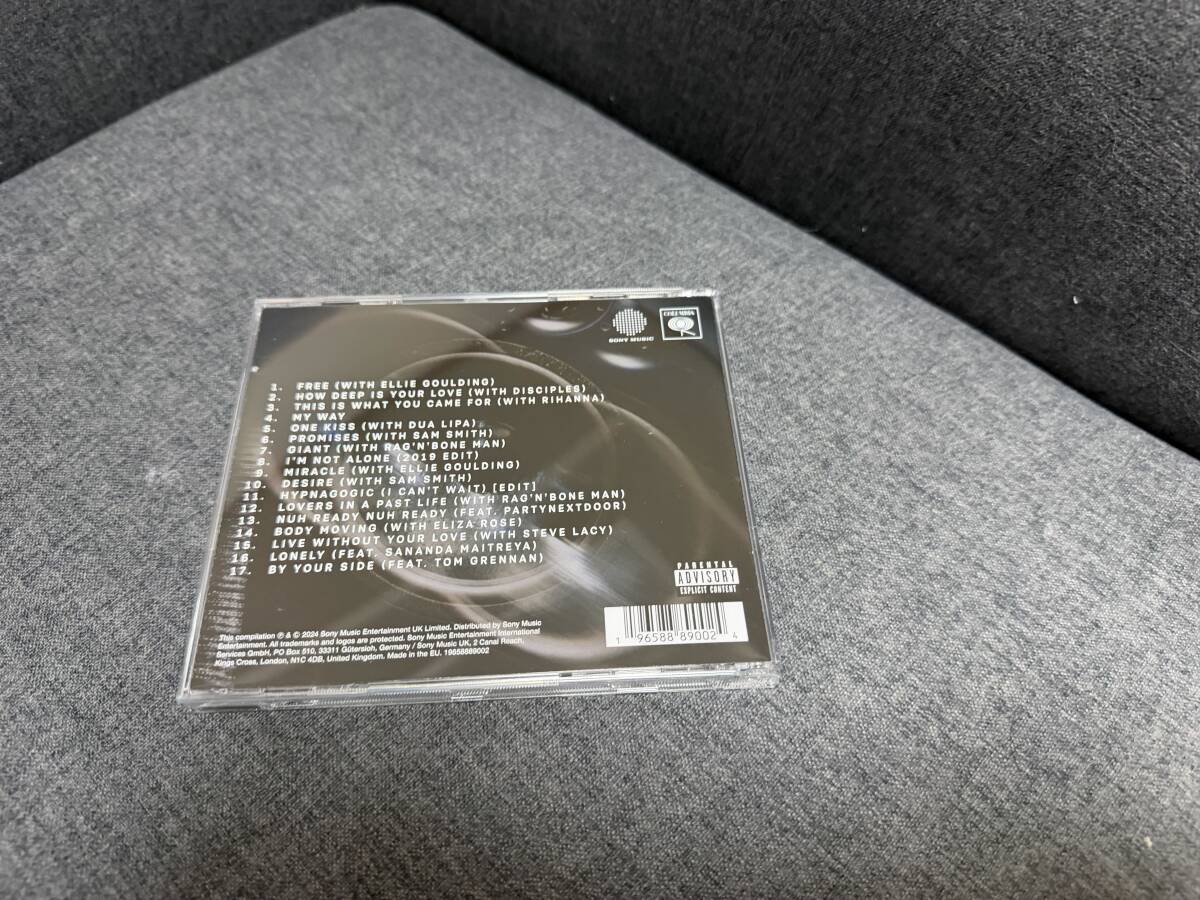 SONY MUSIC
COLUMBIA
1. FREE (WITH ELLIE GOULDING)
2. HOW DEEP IS YOUR LOVE (WITH DISCIPLES)
3. THIS IS WHAT YOU CAME FOR (WITH RIHANNA)
4. MY WAY
5. ONE KISS (WITH DUA LIPA)
6. PROMISES (WITH SAM SMITH)
7. GIANT (WITH RAG'N'BONE MAN)
8. I'M NOT ALONE (2019 EDIT)
9. MIRACLE (WITH ELLIE GOULDING)
10. DESIRE (WITH SAM SMITH)
11. HYPNAGOGIC (I CAN'T WAIT) [EDIT]
12. LOVERS IN A PAST LIFE (WITH RAG'N'BONE MAN)
13. NUH READY NUH READY (FEAT. PARTYNEXTDOOR)
14. BODY MOVING (WITH ELIZA ROSE)
15. LIVE WITHOUT YOUR LOVE (WITH STEVE LACY)
16. LONELY (FEAT. SANANDA MAITREYA)
17. BY YOUR SIDE (FEAT. TOM GRENNAN)
PARENTAL
ADVISORY
EXPLICIT CONTENT
This compilation ℗ & © 2024 Sony Music Entertainment UK Limited. Distributed by Sony Music
Entertainment. All trademarks and logos are protected. Sony Music Entertainment International
Services GmbH, PO Box 510, 33311 Gütersloh, Germany / Sony Music UK, 2 Canal Reach,
Kings Cross, London, N1C 4DB, United Kingdom. Made in the EU. 19658889002
1 96588 89002 4